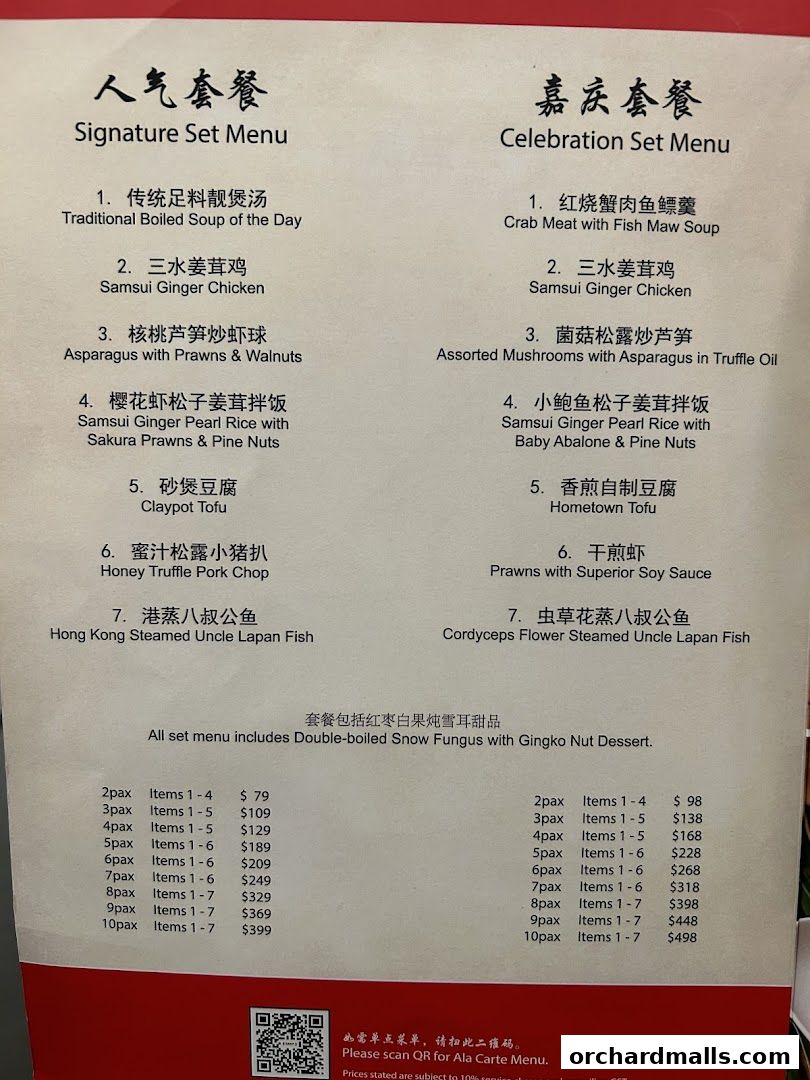 人气套餐
Signature Set Menu
1. 传统足料靓煲汤
Traditional Boiled Soup of the Day
2. 三水姜茸鸡
Samsui Ginger Chicken
3. 核桃芦笋炒虾球
Asparagus with Prawns & Walnuts
4. 樱花虾松子姜茸拌饭
Samsui Ginger Pearl Rice with
Sakura Prawns & Pine Nuts
5. 砂煲豆腐
Claypot Tofu
6. 蜜汁松露小猪扒
Honey Truffle Pork Chop
7. 港蒸八叔公鱼
Hong Kong Steamed Uncle Lapan Fish
嘉庆套餐
Celebration Set Menu
1. 红烧蟹肉鱼鳔羹
Crab Meat with Fish Maw Soup
2. 三水姜茸鸡
Samsui Ginger Chicken
3. 菌菇松露炒芦笋
Assorted Mushrooms with Asparagus in Truffle Oil
4. 小鲍鱼松子姜茸拌饭
Samsui Ginger Pearl Rice with
Baby Abalone & Pine Nuts
5. 香煎自制豆腐
Hometown Tofu
6. 干煎虾
Prawns with Superior Soy Sauce
7. 虫草花蒸八叔公鱼
Cordyceps Flower Steamed Uncle Lapan Fish
套餐包括红枣白果炖雪耳甜品
All set menu includes Double-boiled Snow Fungus with Gingko Nut Dessert.
2pax Items 1 - 4 $ 79
3pax Items 1 - 5 $109
4pax Items 1 - 5 $129
5pax Items 1 - 6 $189
6pax Items 1 - 6 $209
7pax Items 1 - 6 $249
8pax Items 1 - 7 $329
9pax Items 1 - 7 $369
10pax Items 1 - 7 $399
2pax Items 1 - 4 $ 98
3pax Items 1 - 5 $138
4pax Items 1 - 5 $168
5pax Items 1 - 6 $228
6pax Items 1 - 6 $268
7pax Items 1 - 6 $318
8pax Items 1 - 7 $398
9pax Items 1 - 7 $448
10pax Items 1 - 7 $498
如需单点菜单，请扫此二维码。
Please scan QR for Ala Carte Menu.
Prices stated are subject to 10% service
orchardmalls.com